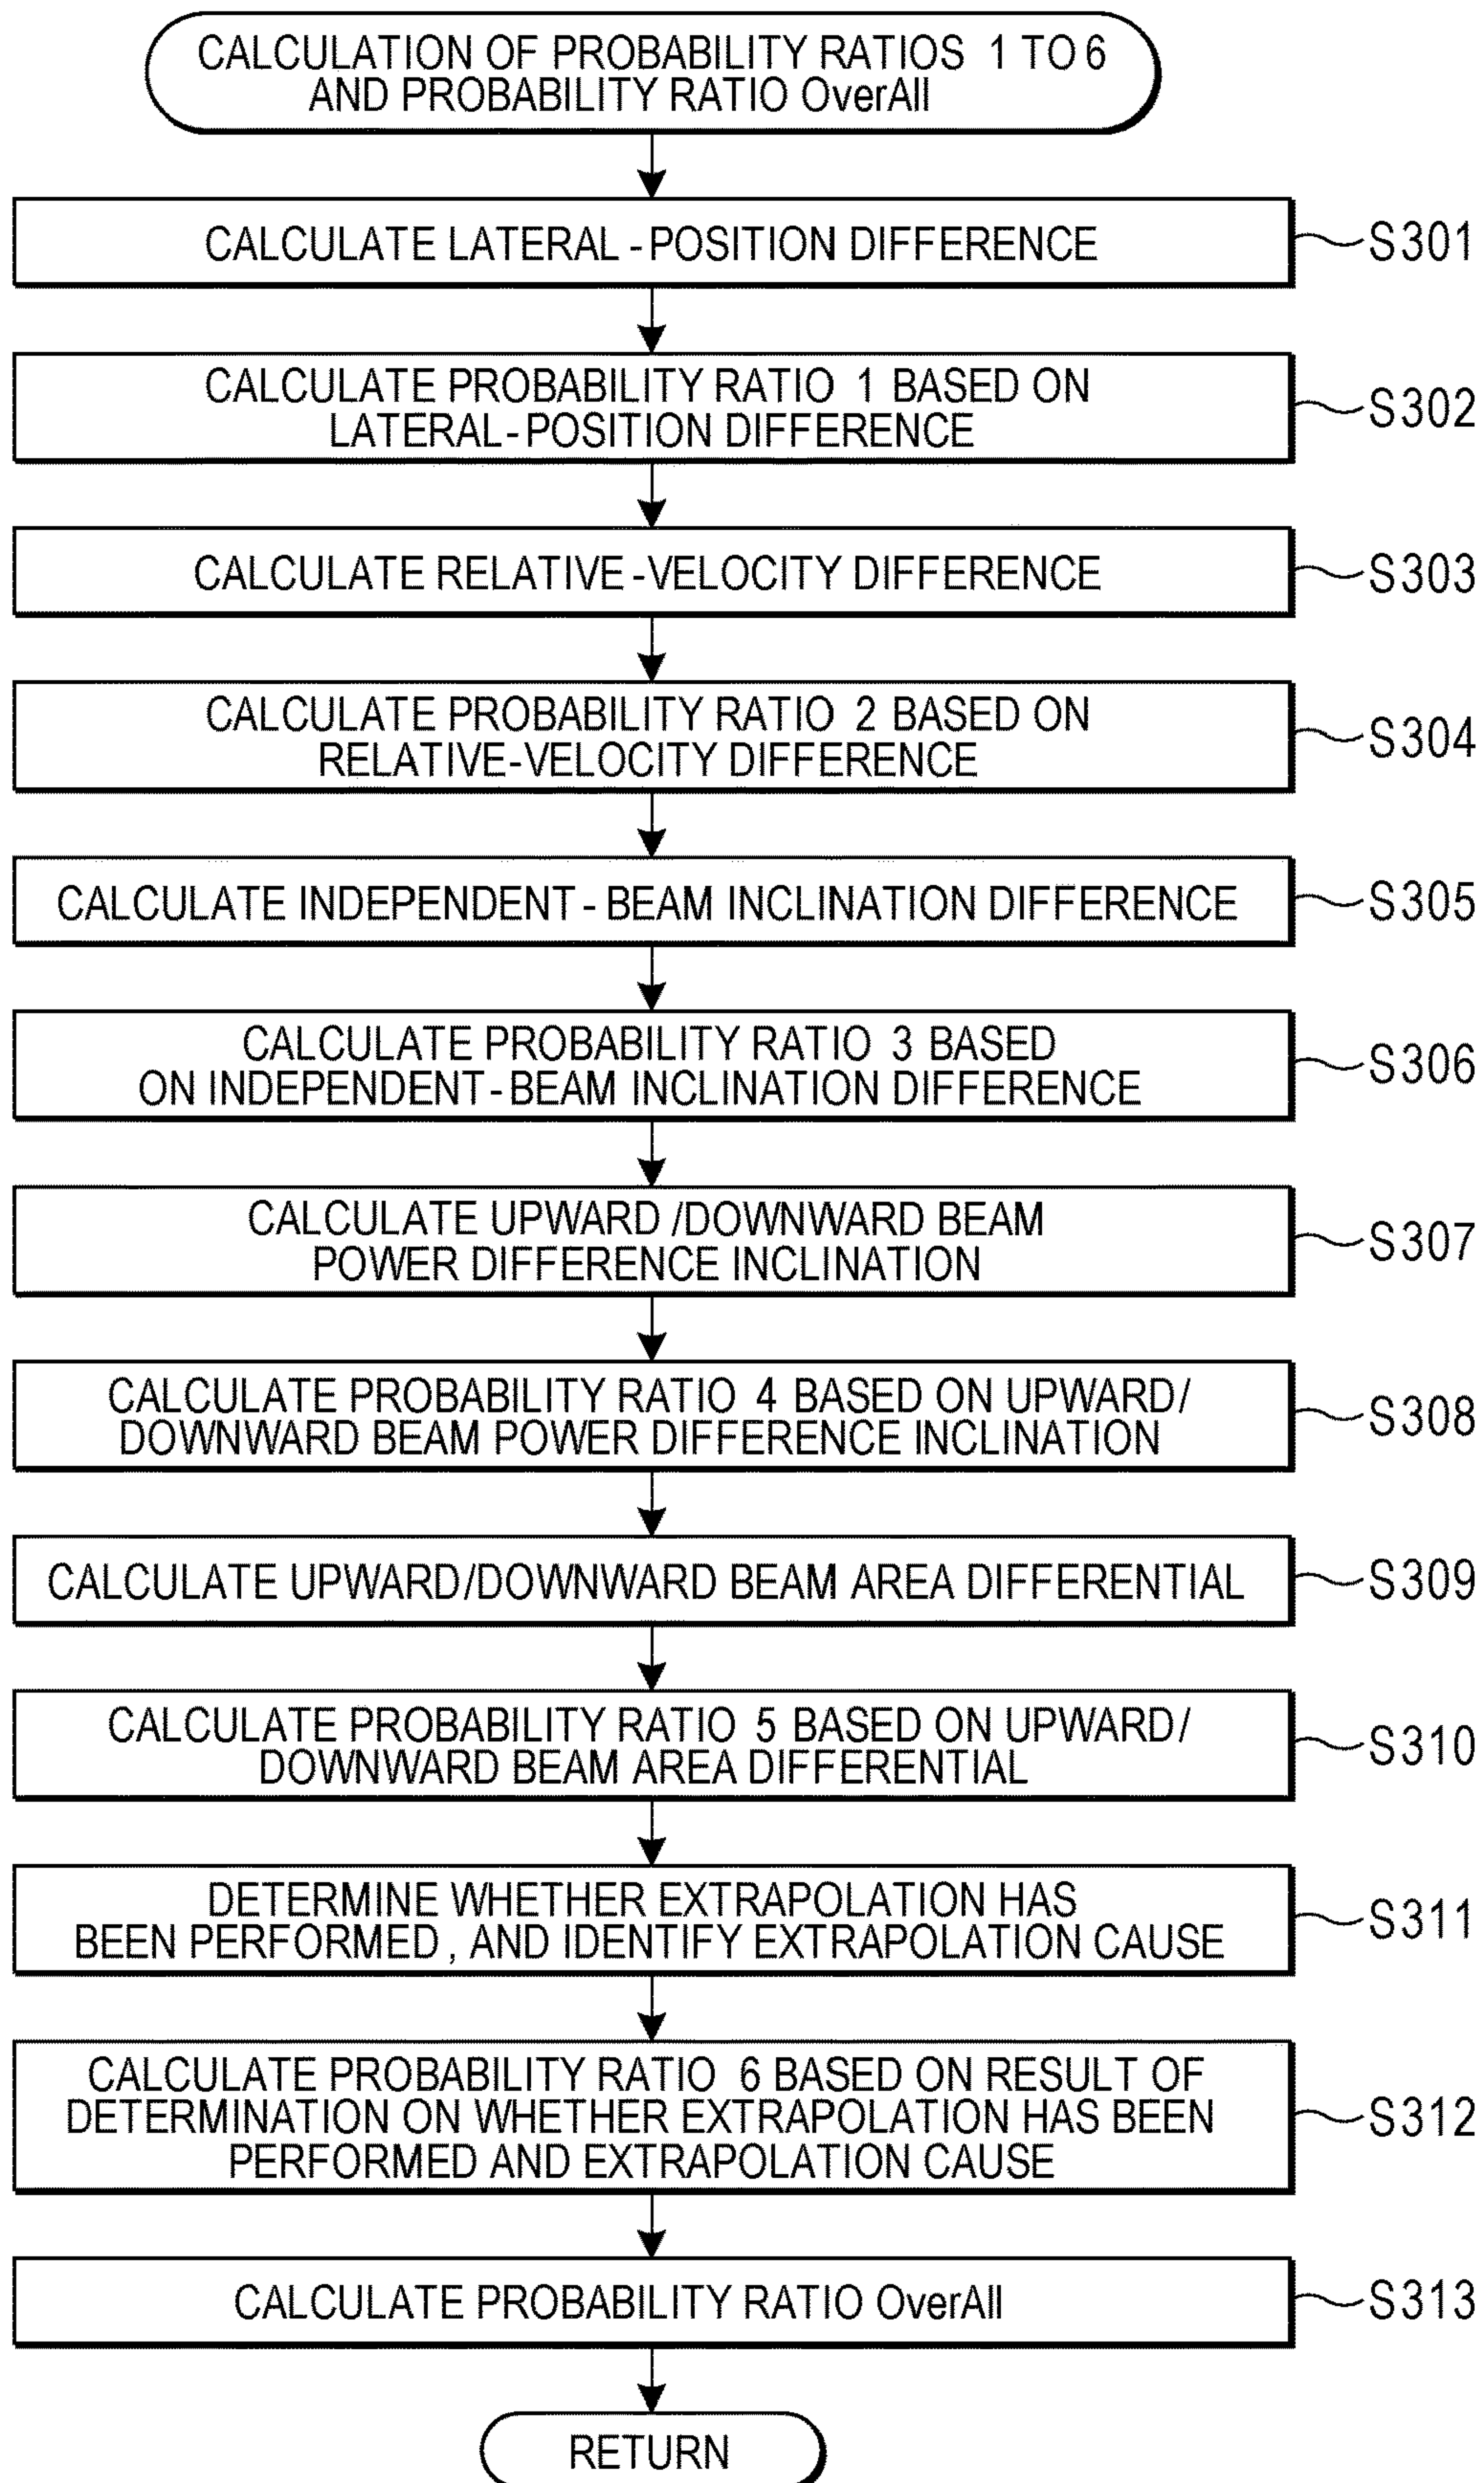 CALCULATION OF PROBABILITY RATIOS 1 TO 6
AND PROBABILITY RATIO OverAll
CALCULATE LATERAL-POSITION DIFFERENCE
S301
CALCULATE PROBABILITY RATIO 1 BASED ON
LATERAL-POSITION DIFFERENCE
S302
CALCULATE RELATIVE-VELOCITY DIFFERENCE
S303
CALCULATE PROBABILITY RATIO 2 BASED ON
RELATIVE-VELOCITY DIFFERENCE
S304
CALCULATE INDEPENDENT-BEAM INCLINATION DIFFERENCE
S305
CALCULATE PROBABILITY RATIO 3 BASED
ON INDEPENDENT-BEAM INCLINATION DIFFERENCE
S306
CALCULATE UPWARD/DOWNWARD BEAM
POWER DIFFERENCE INCLINATION
S307
CALCULATE PROBABILITY RATIO 4 BASED ON UPWARD/
DOWNWARD BEAM POWER DIFFERENCE INCLINATION
S308
CALCULATE UPWARD/DOWNWARD BEAM AREA DIFFERENTIAL
S309
CALCULATE PROBABILITY RATIO 5 BASED ON UPWARD/
DOWNWARD BEAM AREA DIFFERENTIAL
S310
DETERMINE WHETHER EXTRAPOLATION HAS
BEEN PERFORMED, AND IDENTIFY EXTRAPOLATION CAUSE
S311
CALCULATE PROBABILITY RATIO 6 BASED ON RESULT OF
DETERMINATION ON WHETHER EXTRAPOLATION HAS BEEN
PERFORMED AND EXTRAPOLATION CAUSE
S312
CALCULATE PROBABILITY RATIO OverAll
S313
RETURN